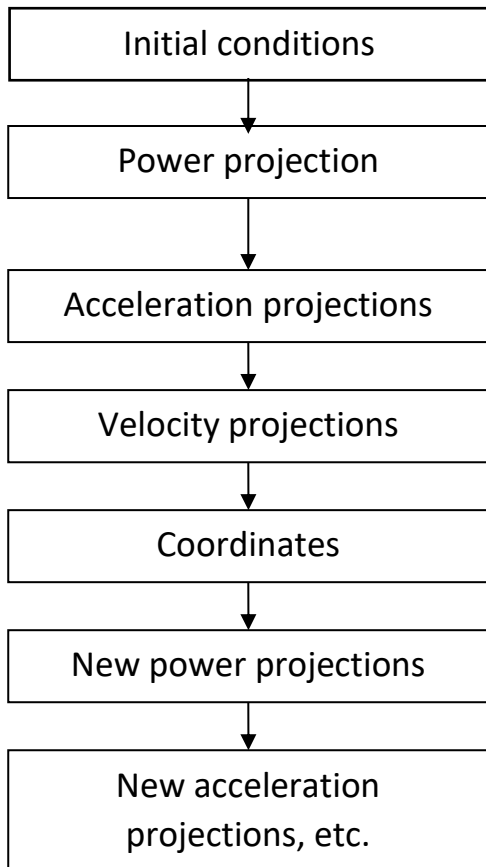 Initial conditions
Power projection
Acceleration projections
Velocity projections
Coordinates
New power projections
New acceleration
projections, etc.